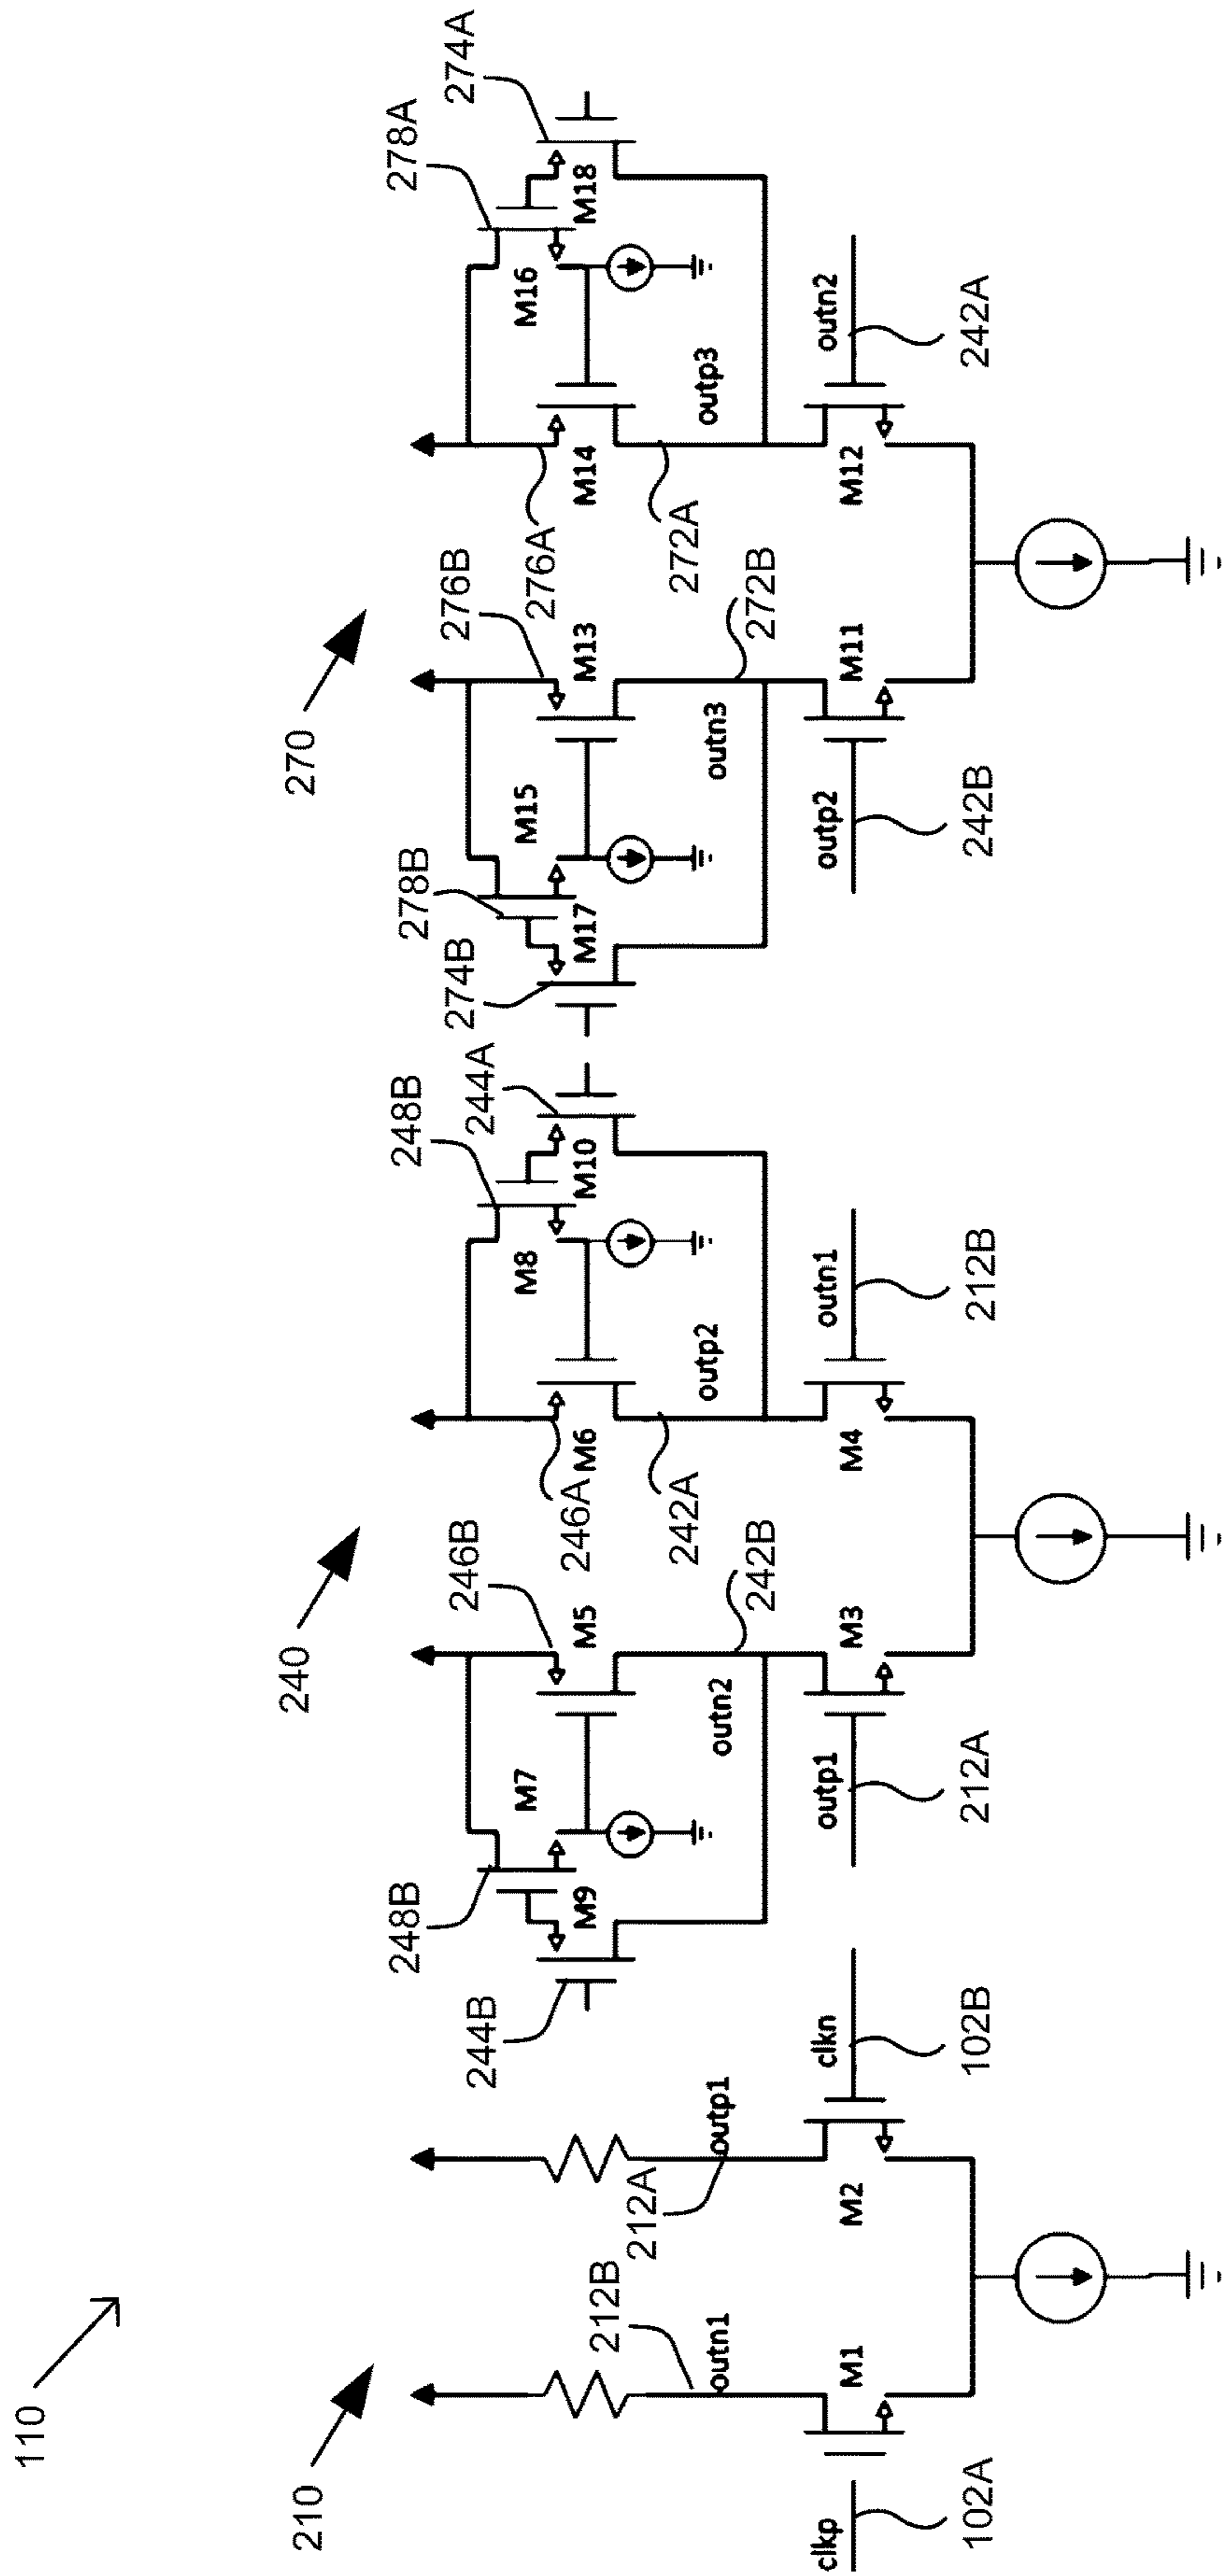 110
210
240
270
212B
outn1
212A
outp1
M1
M2
clkp
102A
clkn
102B
244B
248B
M9
M7
246B
M5
outn2
242B
M3
outp1
212A
246A
M6
242A
outp2
M8
248B
M10
244A
M4
outn1
212B
274B
278B
M17
M15
276B
M13
outn3
272B
M11
outp2
242B
276A
M14
272A
outp3
M16
278A
M18
274A
M12
outn2
242A